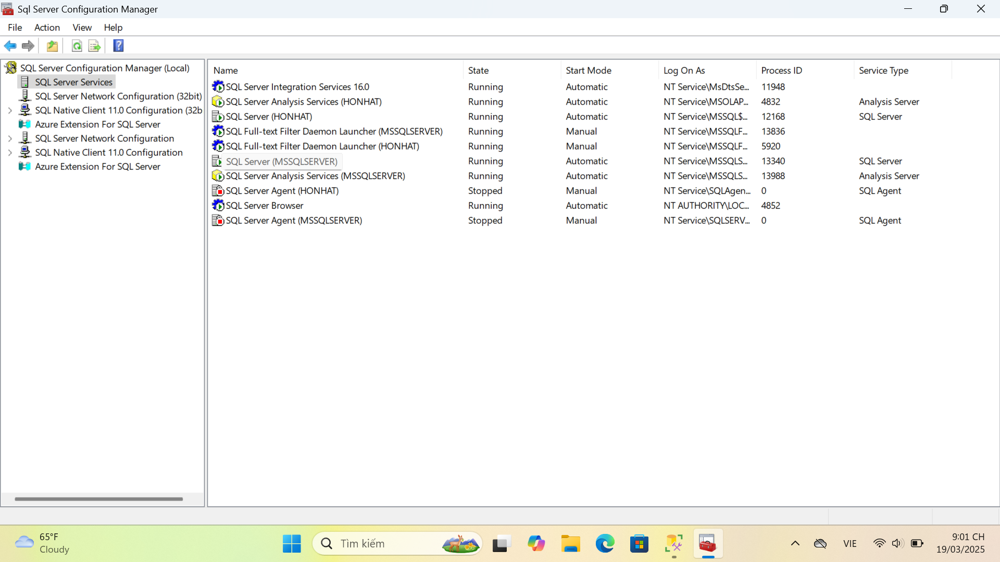 Sql Server Configuration Manager
File Action View Help
SQL Server Configuration Manager (Local)
SQL Server Services
SQL Server Network Configuration (32bit)
SQL Native Client 11.0 Configuration (32b
Azure Extension For SQL Server
SQL Server Network Configuration
SQL Native Client 11.0 Configuration
Azure Extension For SQL Server
Name State Start Mode Log On As Process ID Service Type
SQL Server Integration Services 16.0 Running Automatic NT Service\MsDtsSe... 11948
SQL Server Analysis Services (HONHAT) Running Automatic NT Service\MSOLAP... 4832 Analysis Server
SQL Server (HONHAT) Running Automatic NT Service\MSSQL$... 12168 SQL Server
SQL Full-text Filter Daemon Launcher (MSSQLSERVER) Running Manual NT Service\MSSQLF... 13836
SQL Full-text Filter Daemon Launcher (HONHAT) Running Manual NT Service\MSSQLF... 5920
SQL Server (MSSQLSERVER) Running Automatic NT Service\MSSQLS... 13340 SQL Server
SQL Server Analysis Services (MSSQLSERVER) Running Automatic NT Service\MSSQLS... 13988 Analysis Server
SQL Server Agent (HONHAT) Stopped Manual NT Service\SQLAgen... 0 SQL Agent
SQL Server Browser Running Automatic NT AUTHORITY\LOC... 4852
SQL Server Agent (MSSQLSERVER) Stopped Manual NT Service\SQLSERV... 0 SQL Agent
65°F
Cloudy
Tìm kiếm
VIE
9:01 CH
19/03/2025